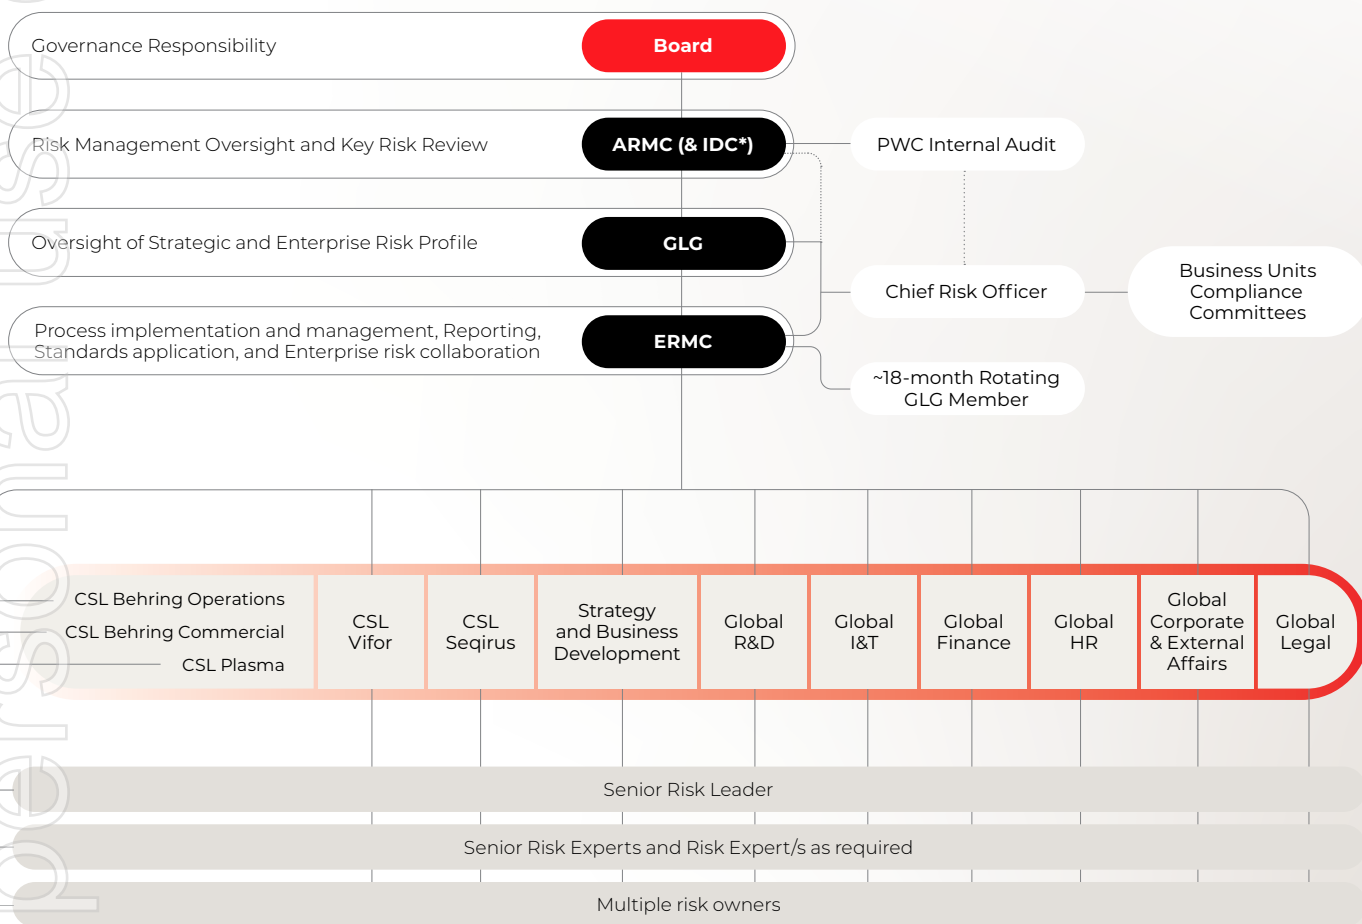 Governance Responsibility
Board
Risk Management Oversight and Key Risk Review
ARMC (& IDC*)
PWC Internal Audit
Oversight of Strategic and Enterprise Risk Profile
GLG
Chief Risk Officer
Business Units
Compliance
Committees
Process implementation and management, Reporting,
Standards application, and Enterprise risk collaboration
ERMC
~18-month Rotating
GLG Member
CSL Behring Operations
CSL Behring Commercial
CSL Plasma
CSL
Vifor
CSL
Seqirus
Strategy
and Business
Development
Global
R&D
Global
I&T
Global
Finance
Global
HR
Global
Corporate
& External
Affairs
Global
Legal
Senior Risk Leader
Senior Risk Experts and Risk Expert/s as required
Multiple risk owners
personal use